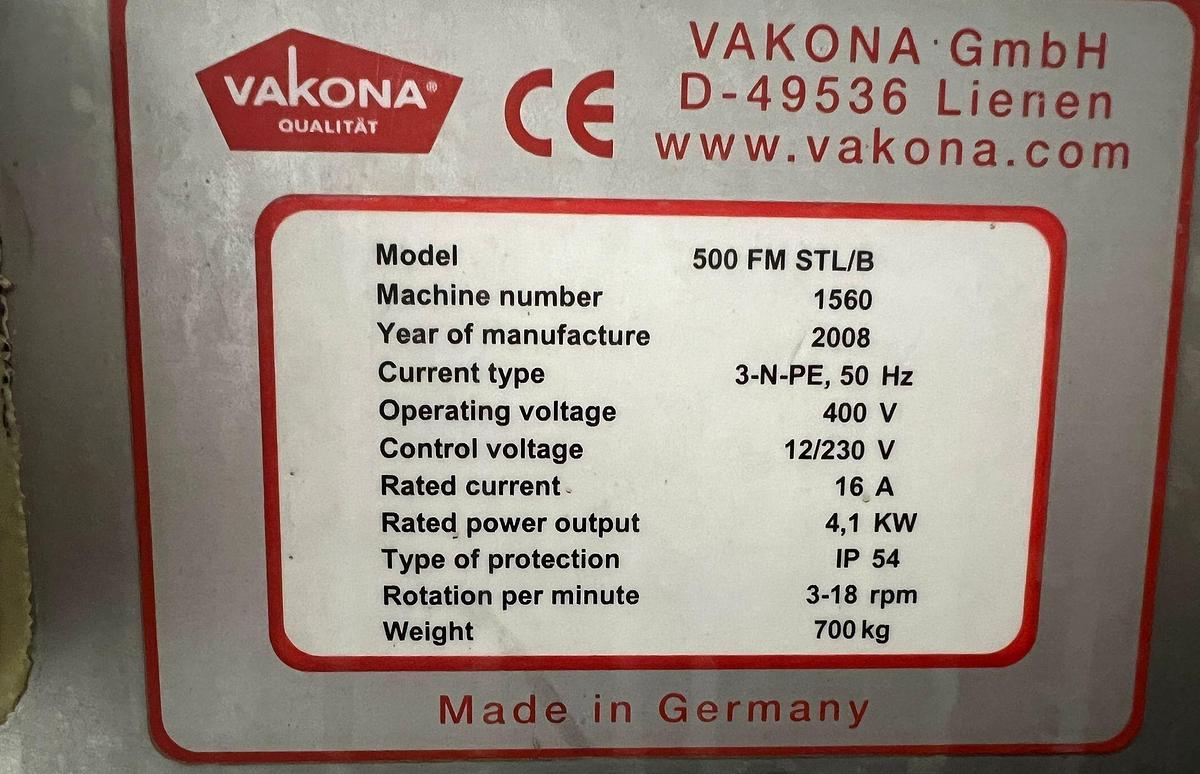 VAKONA®
QUALITÄT
CE
VAKONA GmbH
D-49536 Lienen
www.vakona.com
Model 500 FM STL/B
Machine number 1560
Year of manufacture 2008
Current type 3-N-PE, 50 Hz
Operating voltage 400 V
Control voltage 12/230 V
Rated current 16 A
Rated power output 4,1 KW
Type of protection IP 54
Rotation per minute 3-18 rpm
Weight 700 kg
Made in Germany